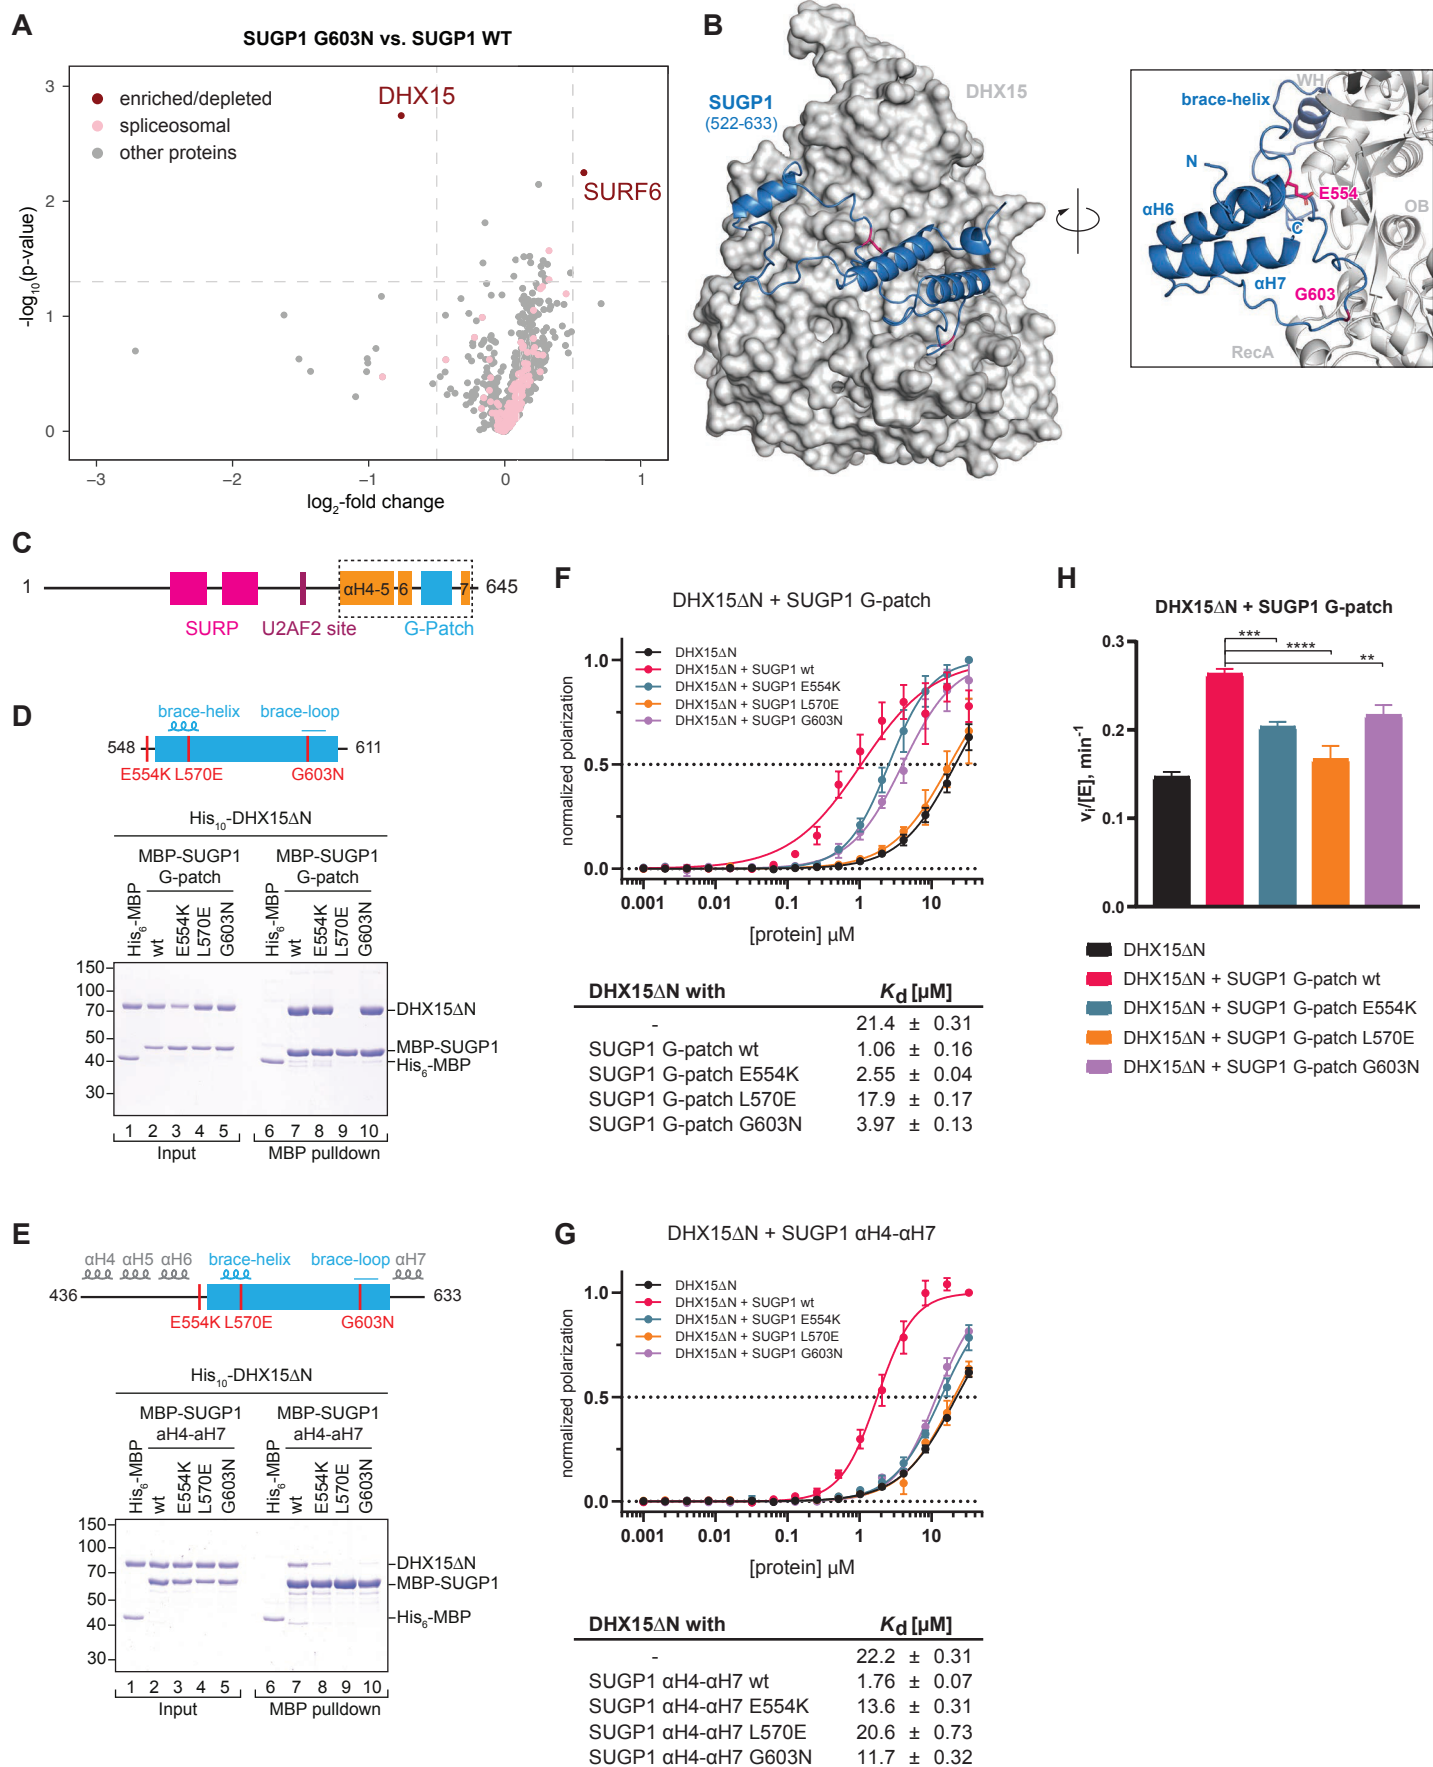 A
SUGP1 G603N vs. SUGP1 WT
enriched/depleted
spliceosomal
other proteins
DHX15
SURF6
-log10(p-value)
3
2
1
0
−3
−2
−1
0
1
log2-fold change
B
SUGP1
(522-633)
DHX15
WH
brace-helix
N
E554
αH6
OB
C
αH7
G603
RecA
C
1
αH4-5
6
7
645
SURP
U2AF2 site
G-Patch
D
brace-helix
brace-loop
548
611
E554K L570E
G603N
His10-DHX15ΔN
MBP-SUGP1
G-patch
MBP-SUGP1
G-patch
His6-MBP
wt
E554K
L570E
G603N
His6-MBP
wt
E554K
L570E
G603N
150
100
70
50
40
30
DHX15ΔN
MBP-SUGP1
His6-MBP
1 2 3 4 5 6 7 8 9 10
Input
MBP pulldown
E
αH4 αH5 αH6
brace-helix
brace-loop
αH7
436
633
E554K L570E
G603N
His10-DHX15ΔN
MBP-SUGP1
aH4-aH7
MBP-SUGP1
aH4-aH7
His6-MBP
wt
E554K
L570E
G603N
His6-MBP
wt
E554K
L570E
G603N
150
100
70
50
40
30
DHX15ΔN
MBP-SUGP1
His6-MBP
1 2 3 4 5 6 7 8 9 10
Input
MBP pulldown
F
DHX15ΔN + SUGP1 G-patch
DHX15ΔN
DHX15ΔN + SUGP1 wt
DHX15ΔN + SUGP1 E554K
DHX15ΔN + SUGP1 L570E
DHX15ΔN + SUGP1 G603N
normalized polarization
1.0
0.5
0.0
0.001
0.01
0.1
1
10
[protein] µM
DHX15ΔN with Kd [µM]
- 21.4 ± 0.31
SUGP1 G-patch wt 1.06 ± 0.16
SUGP1 G-patch E554K 2.55 ± 0.04
SUGP1 G-patch L570E 17.9 ± 0.17
SUGP1 G-patch G603N 3.97 ± 0.13
G
DHX15ΔN + SUGP1 αH4-αH7
DHX15ΔN
DHX15ΔN + SUGP1 wt
DHX15ΔN + SUGP1 E554K
DHX15ΔN + SUGP1 L570E
DHX15ΔN + SUGP1 G603N
normalized polarization
1.0
0.5
0.0
0.001
0.01
0.1
1
10
[protein] µM
DHX15ΔN with Kd [µM]
- 22.2 ± 0.31
SUGP1 αH4-αH7 wt 1.76 ± 0.07
SUGP1 αH4-αH7 E554K 13.6 ± 0.31
SUGP1 αH4-αH7 L570E 20.6 ± 0.73
SUGP1 αH4-αH7 G603N 11.7 ± 0.32
H
DHX15ΔN + SUGP1 G-patch
***
****
**
vi/[E], min-1
0.3
0.2
0.1
0.0
DHX15ΔN
DHX15ΔN + SUGP1 G-patch wt
DHX15ΔN + SUGP1 G-patch E554K
DHX15ΔN + SUGP1 G-patch L570E
DHX15ΔN + SUGP1 G-patch G603N